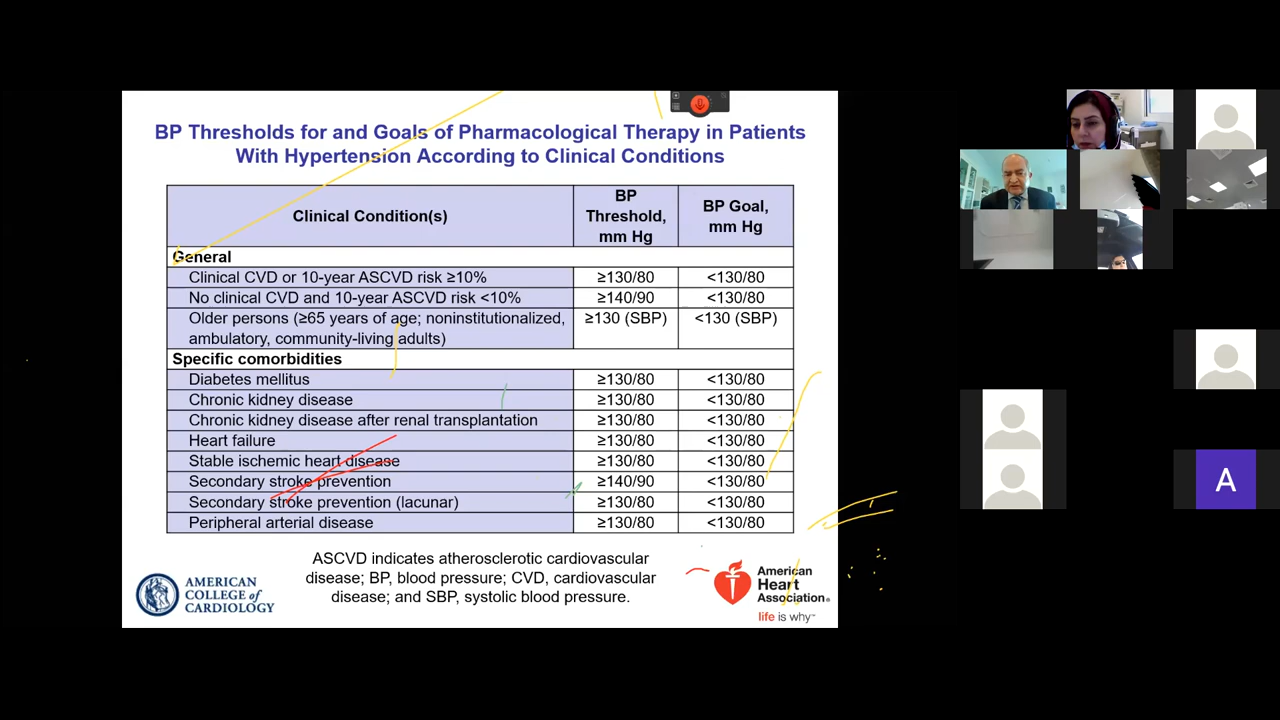 BP Thresholds for and Goals of Pharmacological Therapy in Patients
With Hypertension According to Clinical Conditions
Clinical Condition(s) BP Threshold, mm Hg BP Goal, mm Hg
General
Clinical CVD or 10-year ASCVD risk ≥10% ≥130/80 <130/80
No clinical CVD and 10-year ASCVD risk <10% ≥140/90 <130/80
Older persons (≥65 years of age; noninstitutionalized, ≥130 (SBP) <130 (SBP)
ambulatory, community-living adults)
Specific comorbidities
Diabetes mellitus ≥130/80 <130/80
Chronic kidney disease ≥130/80 <130/80
Chronic kidney disease after renal transplantation ≥130/80 <130/80
Heart failure ≥130/80 <130/80
Stable ischemic heart disease ≥130/80 <130/80
Secondary stroke prevention ≥140/90 <130/80
Secondary stroke prevention (lacunar) ≥130/80 <130/80
Peripheral arterial disease ≥130/80 <130/80
ASCVD indicates atherosclerotic cardiovascular
disease; BP, blood pressure; CVD, cardiovascular
disease; and SBP, systolic blood pressure.
AMERICAN
COLLEGE of
CARDIOLOGY
American
Heart
Association®
life is why™
A